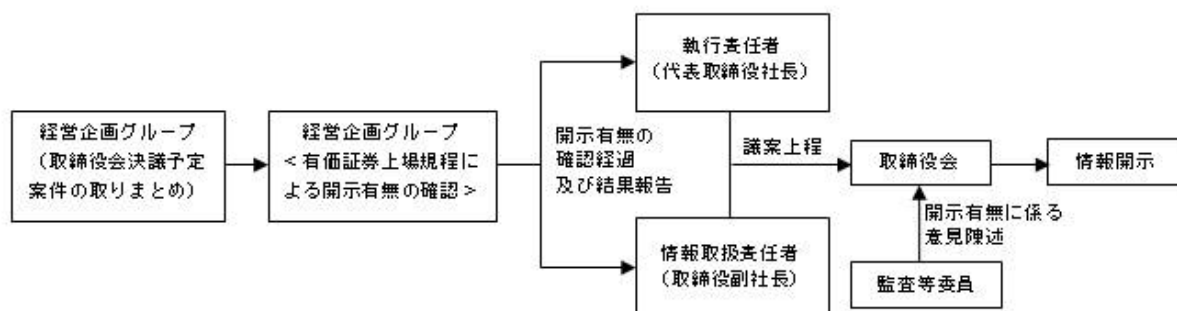 経営企画グループ
（取締役会決議予定
案件の取りまとめ）
経営企画グループ
＜有価証券上場規程に
よる開示有無の確認＞
開示有無の
確認経過
及び結果報告
執行責任者
（代表取締役社長）
情報取扱責任者
（取締役副社長）
議案上程
取締役会
開示有無に係る
意見陳述
監査等委員
情報開示